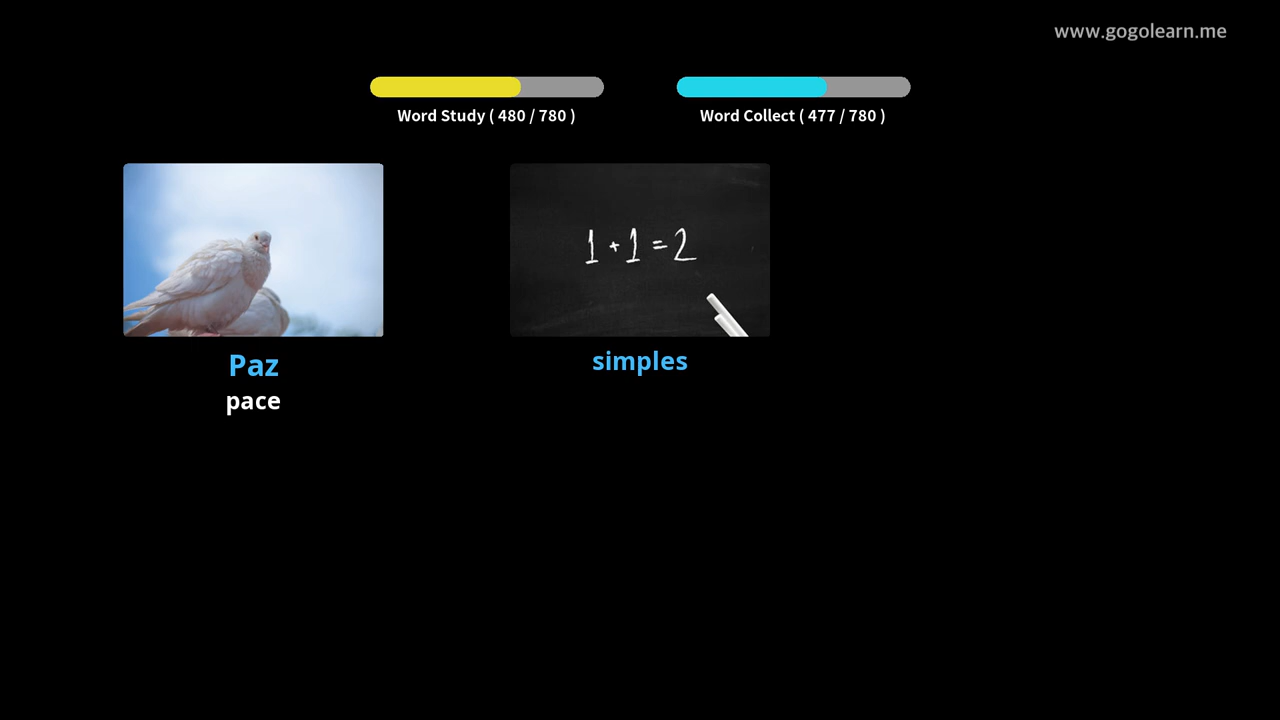 www.gogolearn.me
Word Study ( 480 / 780 )
Word Collect ( 477 / 780 )
1 + 1 = 2
Paz
pace
simples